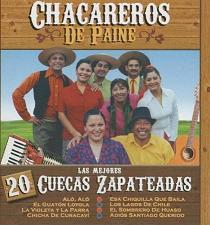 CHACAREROS
DE PAINE
LAS MEJORES
20 CUECAS ZAPATEADAS
ALÓ, ALÓ
EL GUATÓN LOYOLA
LA VIOLETA Y LA PARRA
CHICHA DE CURACAVÍ
ESA CHIQUILLA QUE BAILA
LOS LAGOS DE CHILE
EL SOMBRERO DE HUASO
ADIÓS SANTIAGO QUERIDO